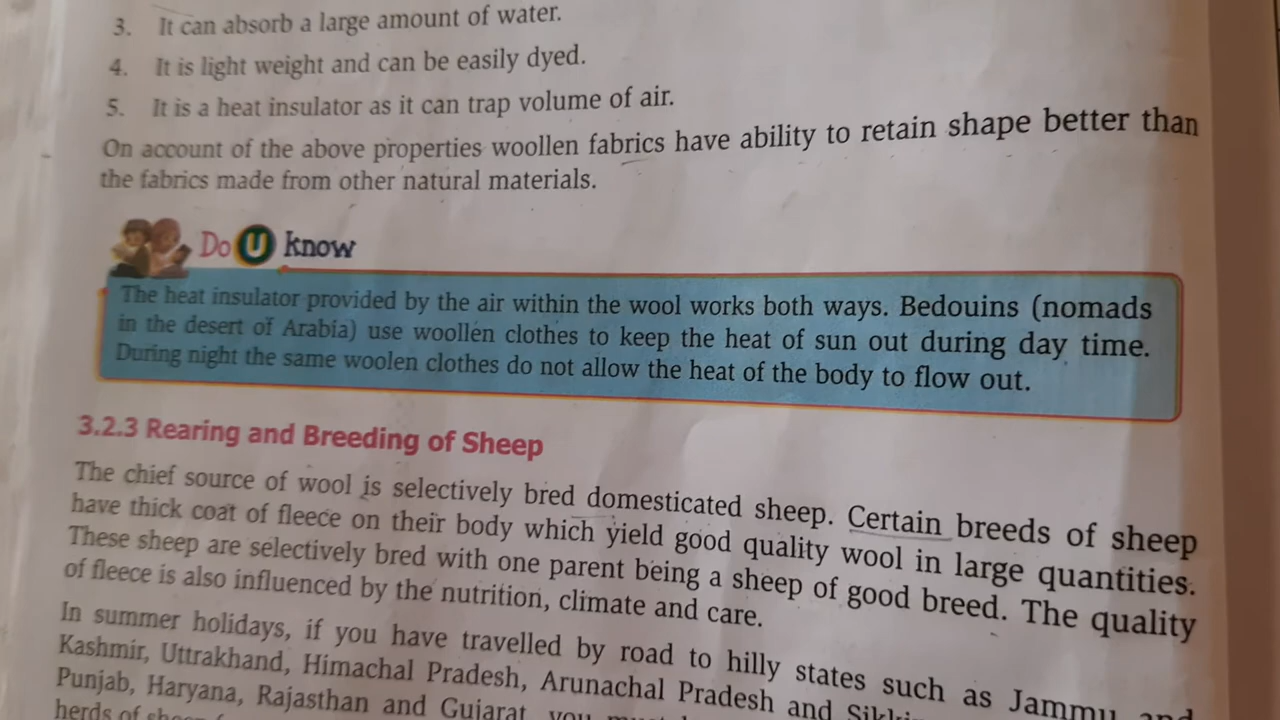 3. It can absorb a large amount of water.
4. It is light weight and can be easily dyed.
5. It is a heat insulator as it can trap volume of air.
On account of the above properties woollen fabrics have ability to retain shape better than
the fabrics made from other natural materials.
Do U know
The heat insulator provided by the air within the wool works both ways. Bedouins (nomads
in the desert of Arabia) use woollen clothes to keep the heat of sun out during day time.
During night the same woolen clothes do not allow the heat of the body to flow out.
3.2.3 Rearing and Breeding of Sheep
The chief source of wool is selectively bred domesticated sheep. Certain breeds of sheep
have thick coat of fleece on their body which yield good quality wool in large quantities.
These sheep are selectively bred with one parent being a sheep of good breed. The quality
of fleece is also influenced by the nutrition, climate and care.
In summer holidays, if you have travelled by road to hilly states such as Jammu and
Kashmir, Uttrakhand, Himachal Pradesh, Arunachal Pradesh and
Punjab, Haryana, Rajasthan and Gujarat, you
herds of